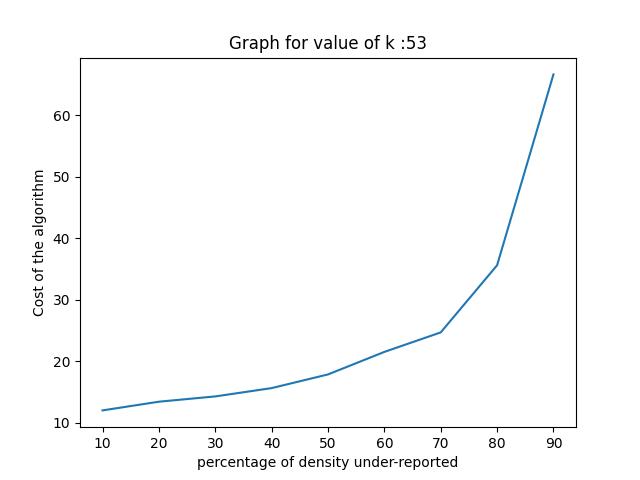 Graph for value of k :53
Cost of the algorithm
60
50
40
30
20
10
10 20 30 40 50 60 70 80 90
percentage of density under-reported